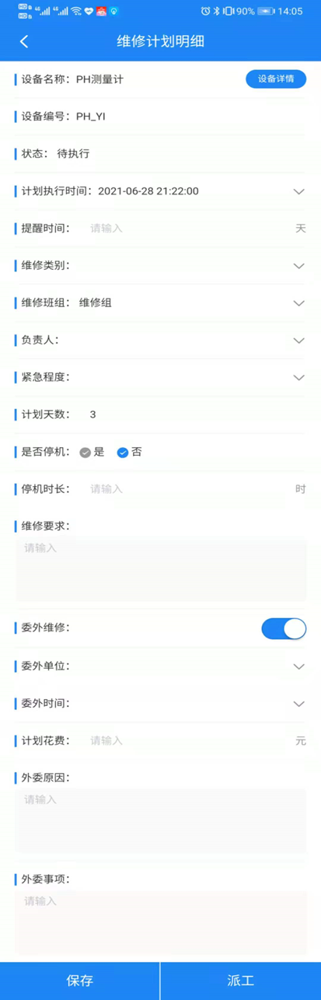 HD B 4G 4G 90% 14:05
HD B
维修计划明细
设备名称：PH测量计 设备详情
设备编号：PH_YI
状态： 待执行
计划执行时间：2021-06-28 21:22:00
提醒时间： 请输入 天
维修类别：
维修班组： 维修组
负责人：
紧急程度：
计划天数： 3
是否停机： 是 否
停机时长： 请输入 时
维修要求：
请输入
委外维修：
委外单位：
委外时间：
计划花费： 请输入 元
外委原因：
请输入
外委事项：
请输入
保存 派工